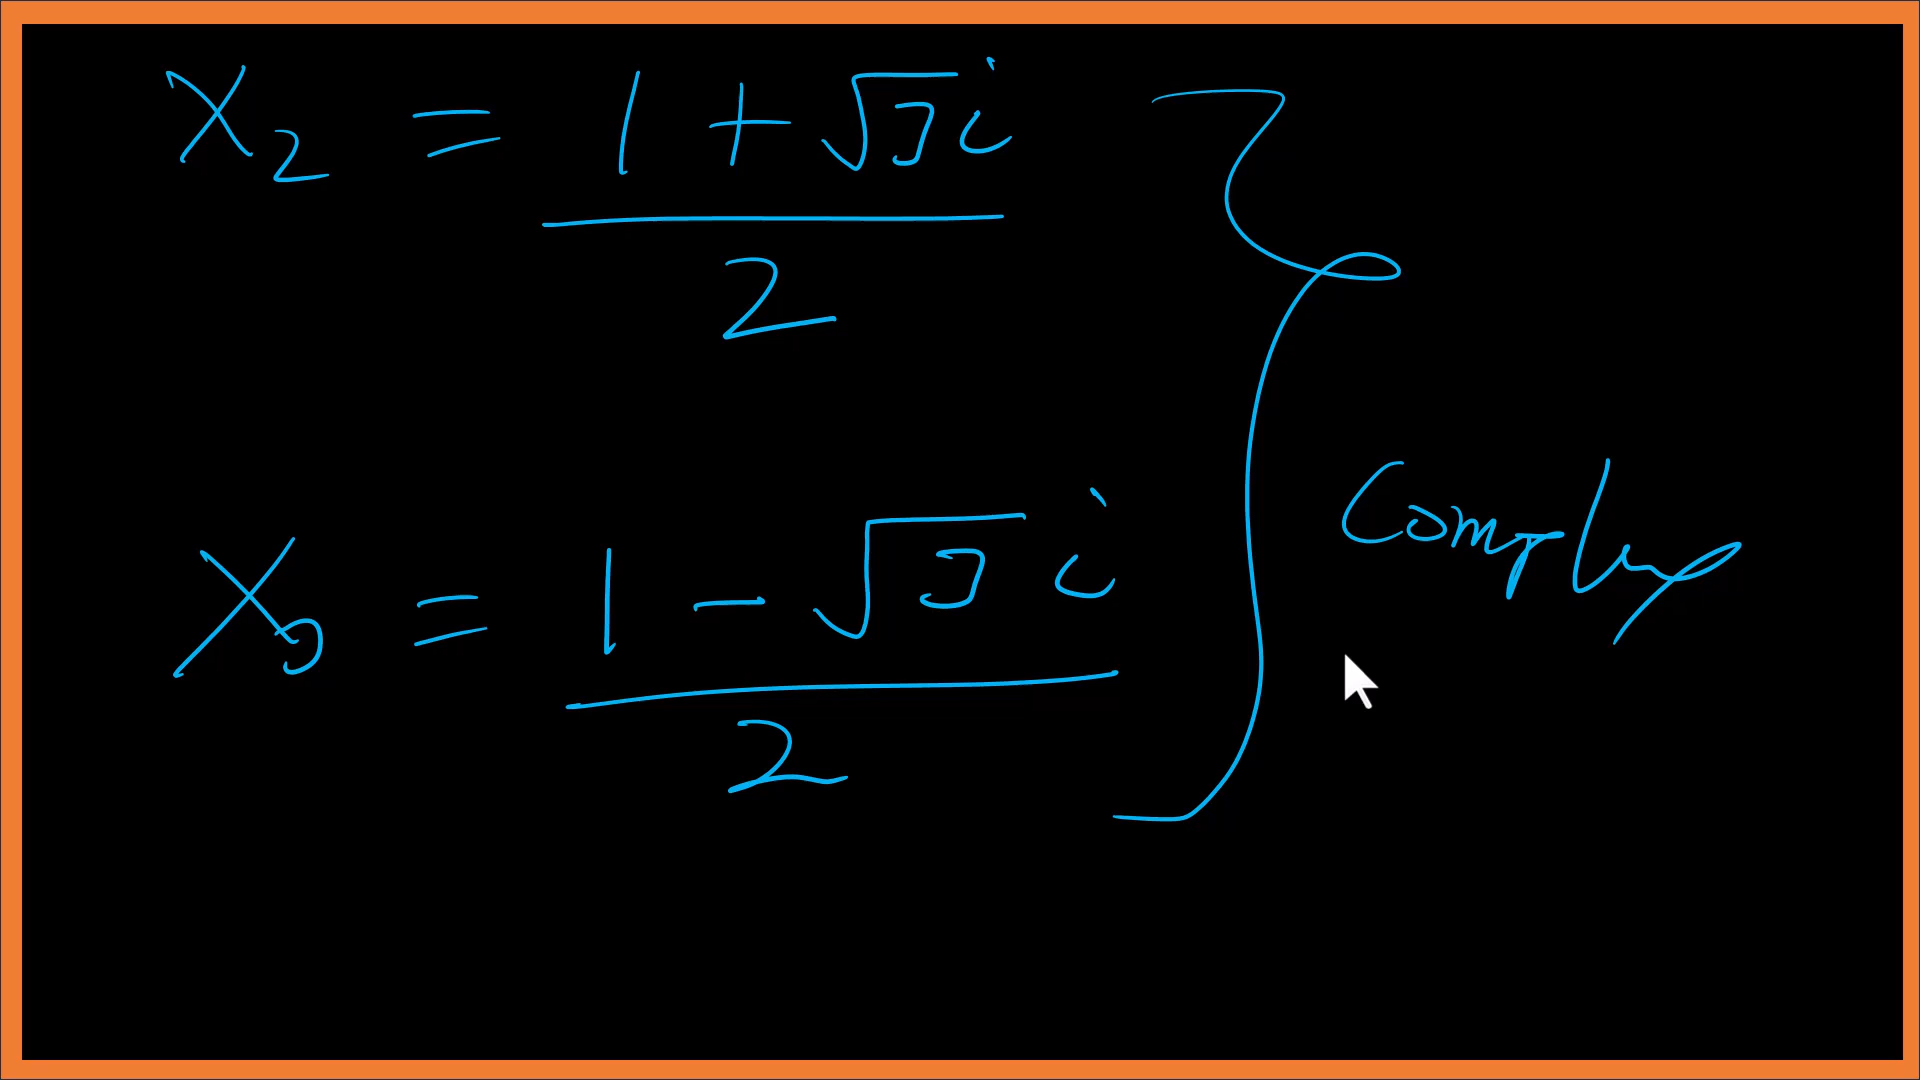 X₂ = (1 + √3 i) / 2
X₃ = (1 - √3 i) / 2
Complex